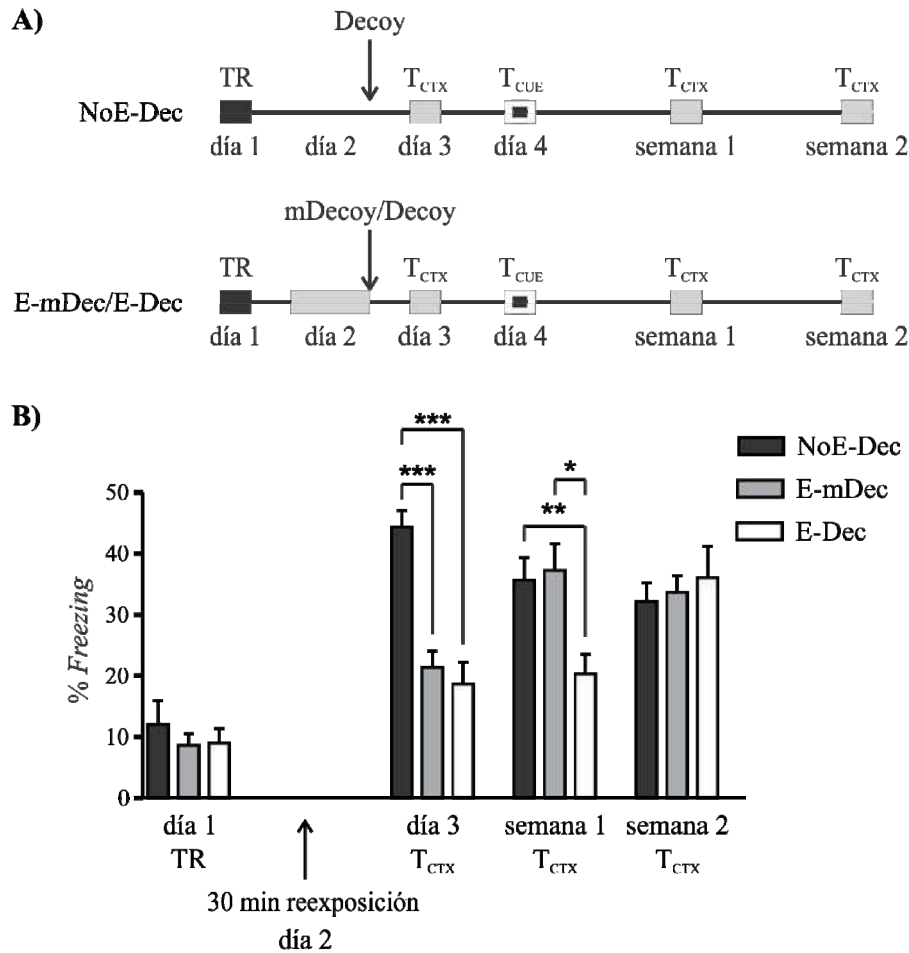 A)
Decoy
TR T_CTX T_CUE T_CTX T_CTX
NoE-Dec
día 1 día 2 día 3 día 4 semana 1 semana 2
mDecoy/Decoy
TR T_CTX T_CUE T_CTX T_CTX
E-mDec/E-Dec
día 1 día 2 día 3 día 4 semana 1 semana 2
B)
***
***
*
**
NoE-Dec
E-mDec
E-Dec
% Freezing
50
40
30
20
10
0
día 1 día 3 semana 1 semana 2
TR T_CTX T_CTX T_CTX
30 min reexposición
día 2